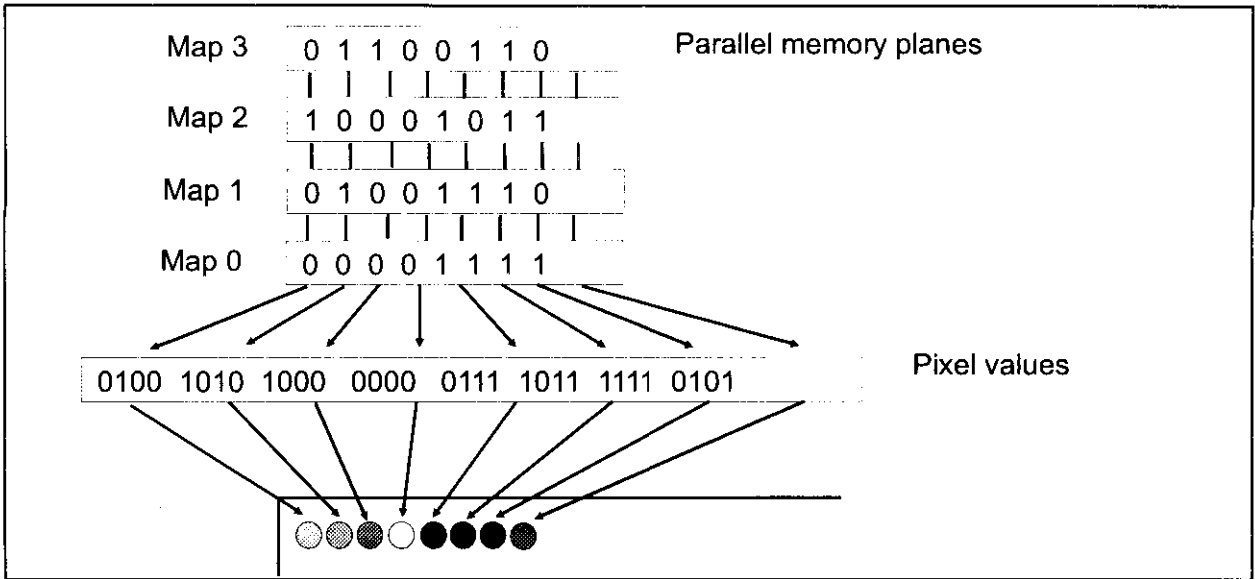 Map 3 0 1 1 0 0 1 1 0 Parallel memory planes
Map 2 1 0 0 0 1 0 1 1
Map 1 0 1 0 0 1 1 1 0
Map 0 0 0 0 0 1 1 1 1
0100 1010 1000 0000 0111 1011 1111 0101 Pixel values